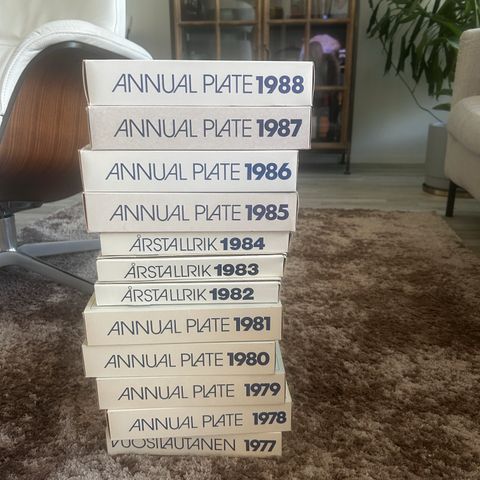 ANNUAL PLATE 1988
ANNUAL PLATE 1987
ANNUAL PLATE 1986
ANNUAL PLATE 1985
ÅRSTALLRIK 1984
ÅRSTALLRIK 1983
ÅRSTALLRIK 1982
ANNUAL PLATE 1981
ANNUAL PLATE 1980
ANNUAL PLATE 1979
ANNUAL PLATE 1978
VUOSILAUTANEN 1977